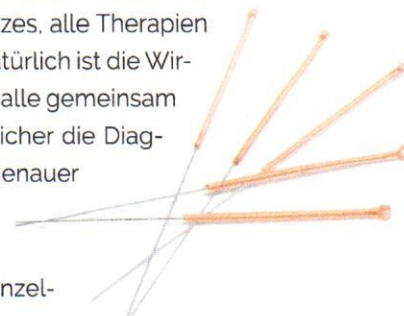 zes, alle Therapien
türlich ist die Wir-
alle gemeinsam
icher die Diag-
enauer
nzel-